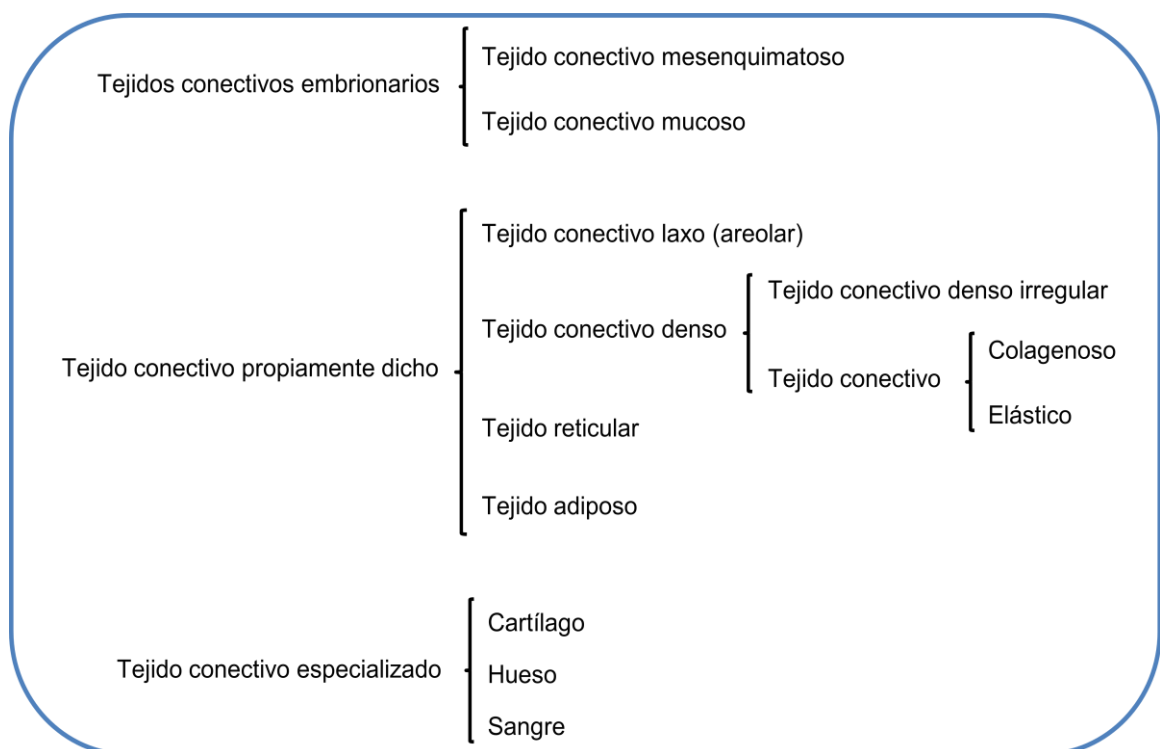 Tejidos conectivos embrionarios
Tejido conectivo mesenquimatoso
Tejido conectivo mucoso
Tejido conectivo propiamente dicho
Tejido conectivo laxo (areolar)
Tejido conectivo denso
Tejido conectivo denso irregular
Tejido conectivo
Colagenoso
Elástico
Tejido reticular
Tejido adiposo
Tejido conectivo especializado
Cartílago
Hueso
Sangre